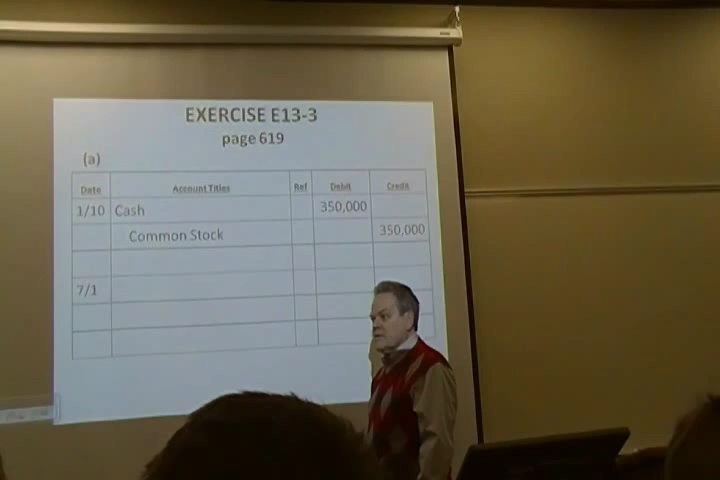 EXERCISE E13-3
page 619
(a)
Date Account Titles Ref Debit Credit
1/10 Cash 350,000
Common Stock 350,000
7/1